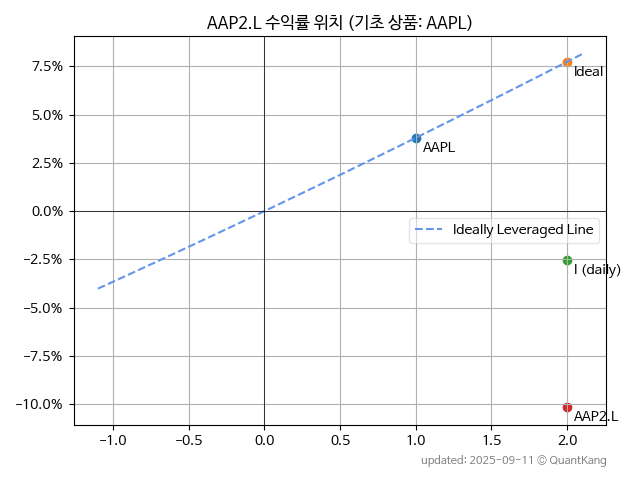 AAP2.L 수익률 위치 (기초 상품: AAPL)
7.5%
Ideal
5.0%
AAPL
2.5%
0.0%
Ideally Leveraged Line
−2.5%
I (daily)
−5.0%
−7.5%
−10.0%
AAP2.L
−1.0 −0.5 0.0 0.5 1.0 1.5 2.0
updated: 2025-09-11 © QuantKang